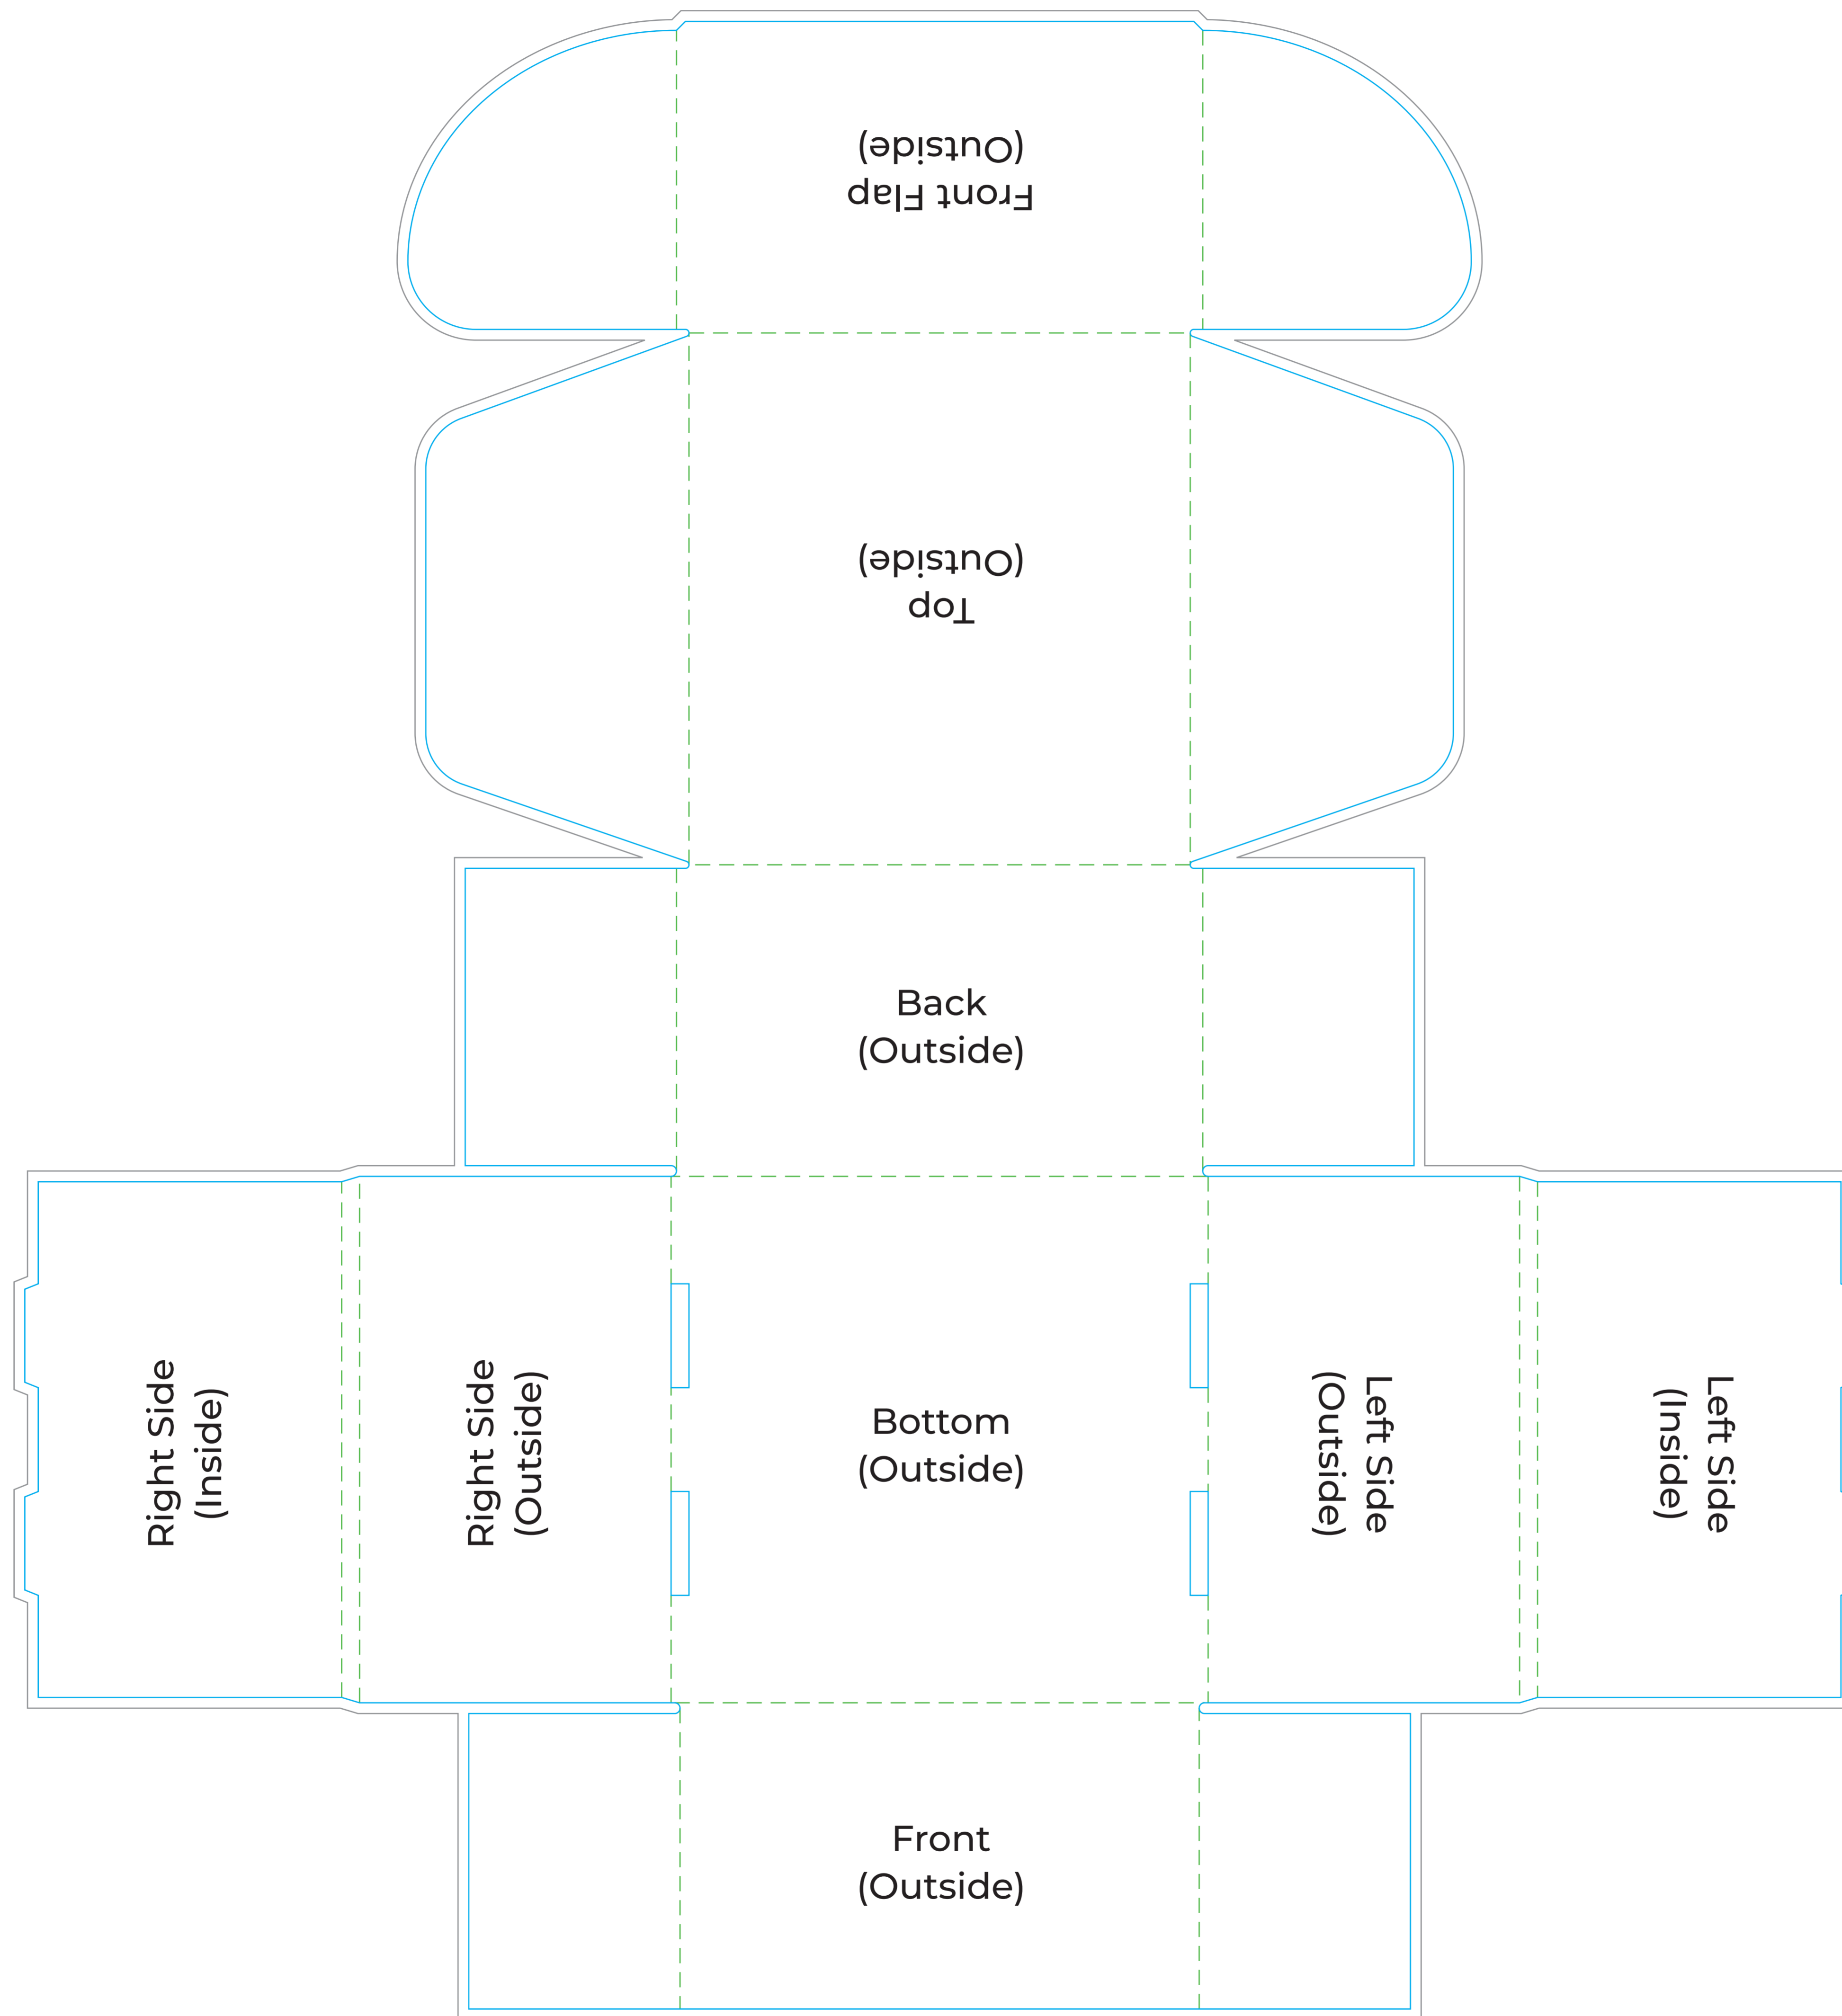 Front Flap
(Outside)
Top
(Outside)
Back
(Outside)
Right Side
(Inside)
Right Side
(Outside)
Bottom
(Outside)
Left Side
(Outside)
Left Side
(Inside)
Front
(Outside)